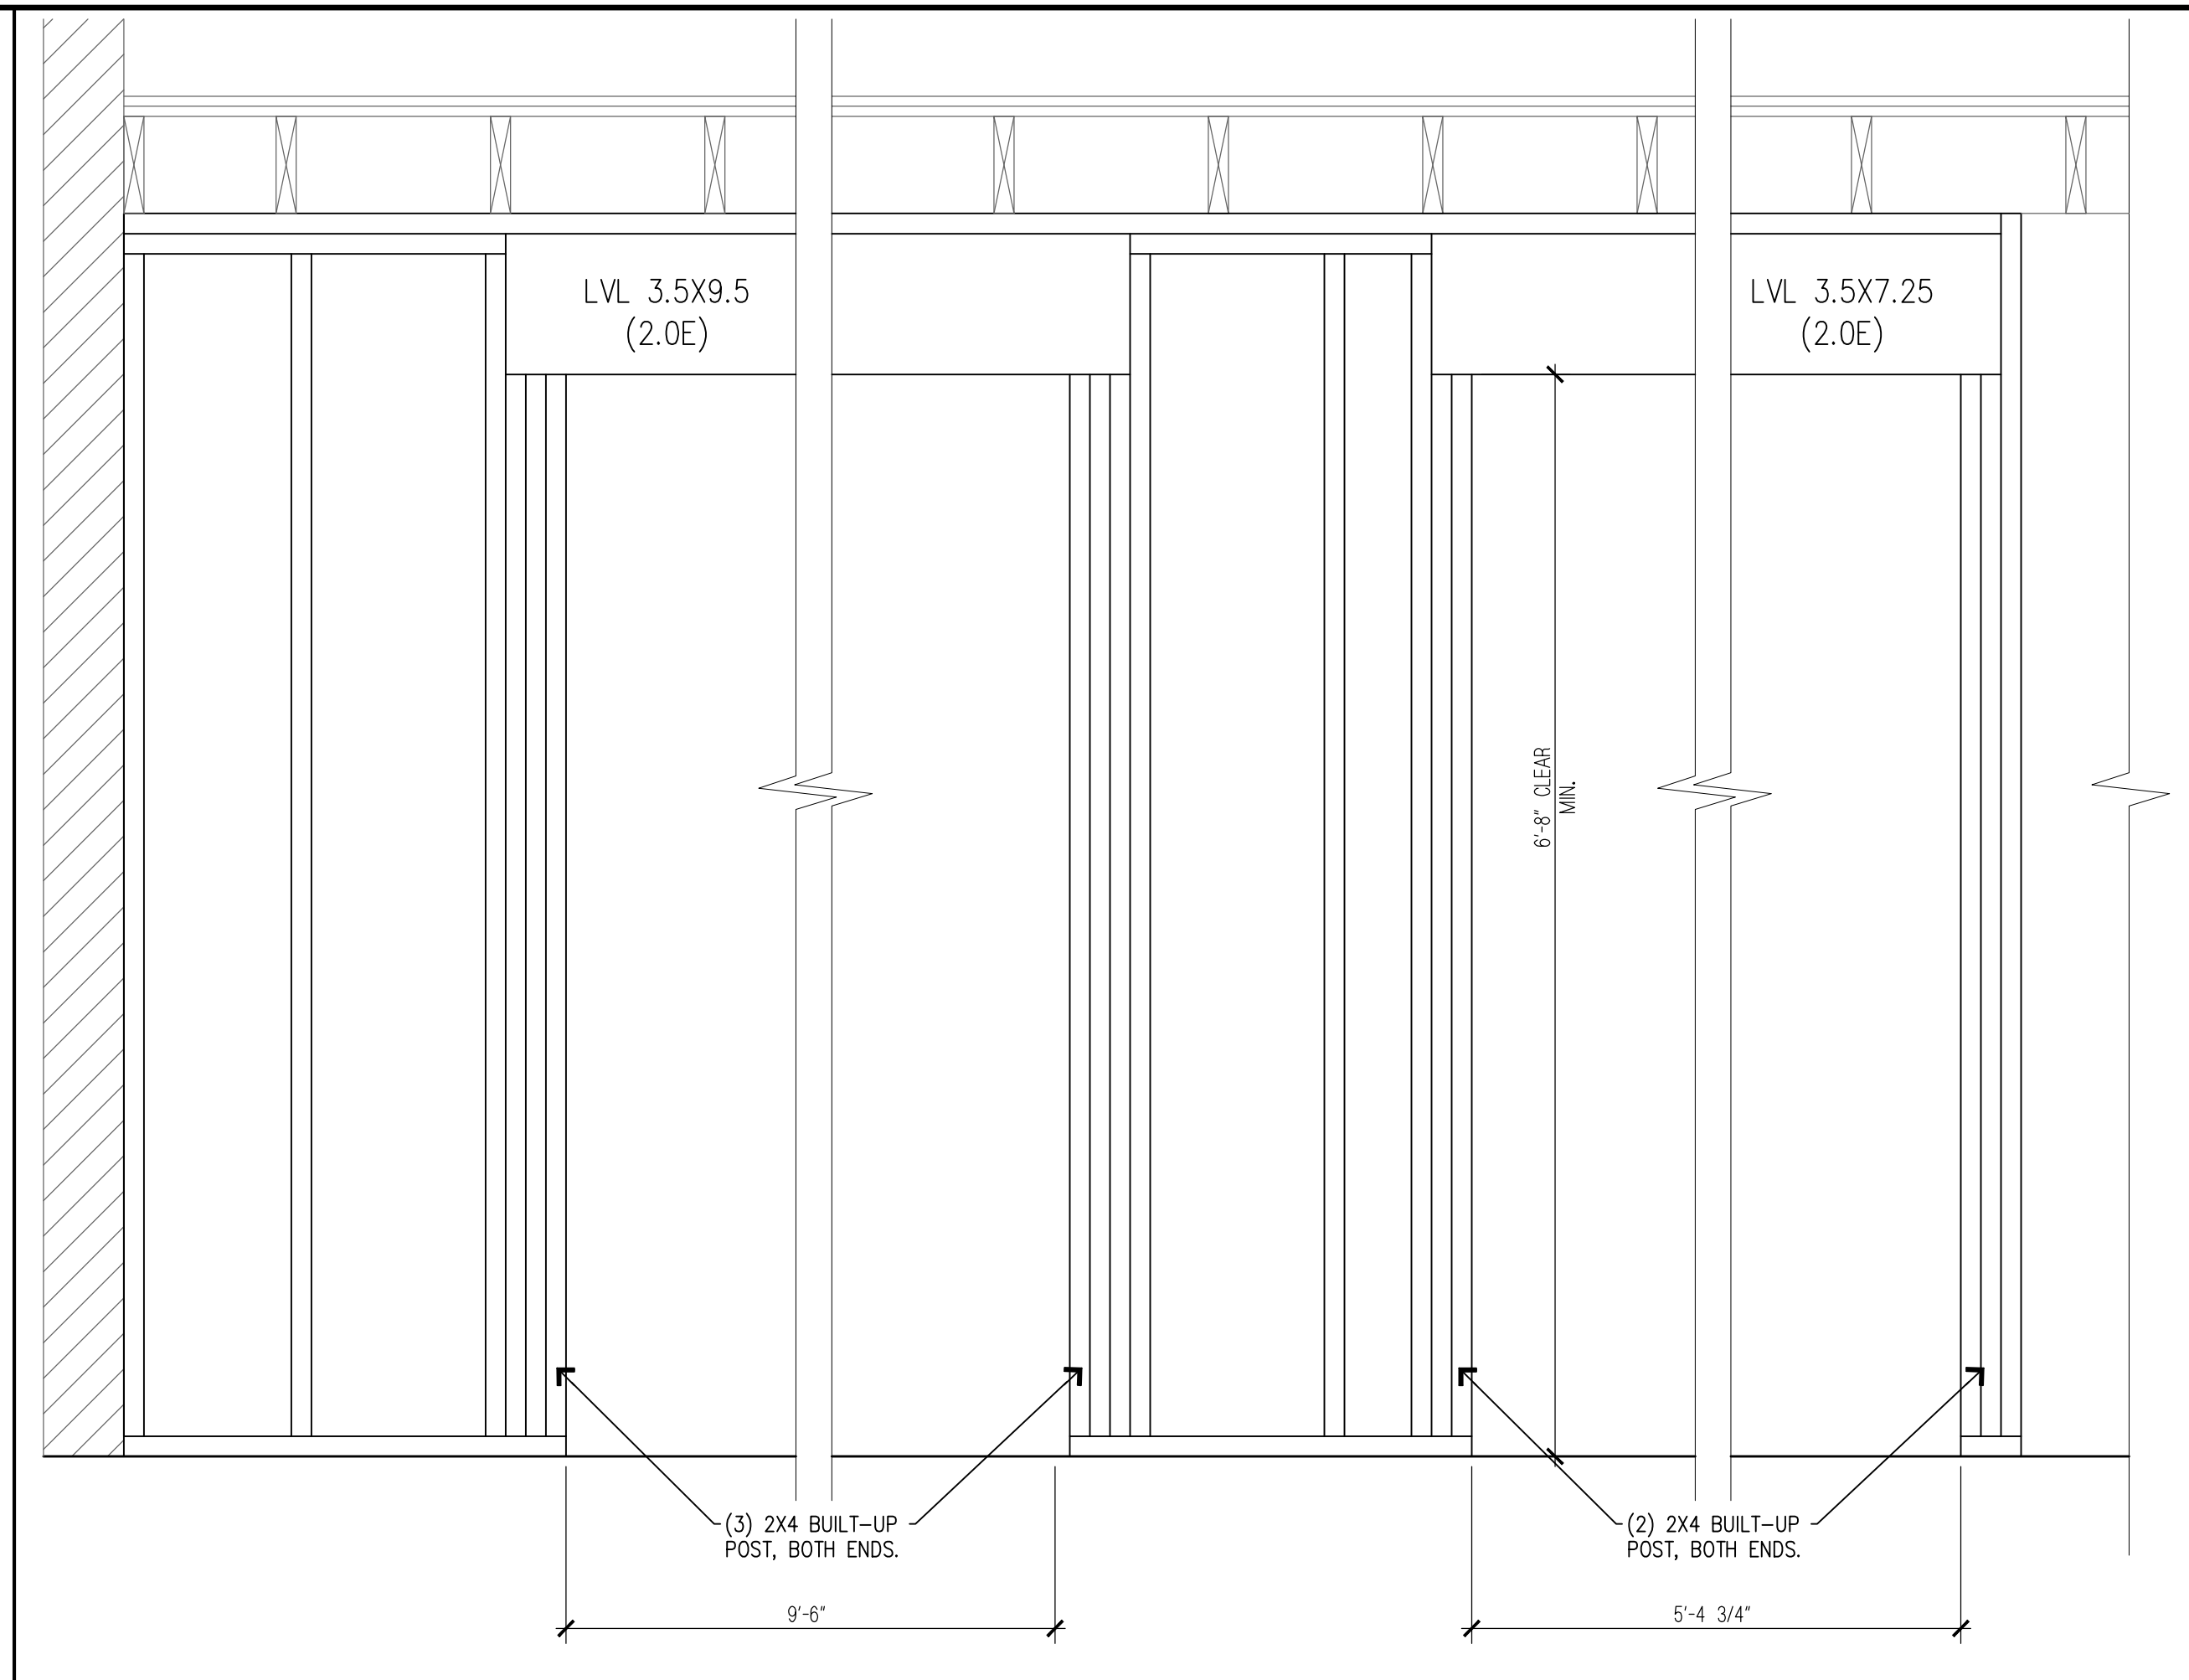 LVL 3.5X9.5
(2.0E)
LVL 3.5X7.25
(2.0E)
6'-8" CLEAR
MIN.
(3) 2X4 BUILT-UP
POST, BOTH ENDS.
(2) 2X4 BUILT-UP
POST, BOTH ENDS.
9'-6"
5'-4 3/4"